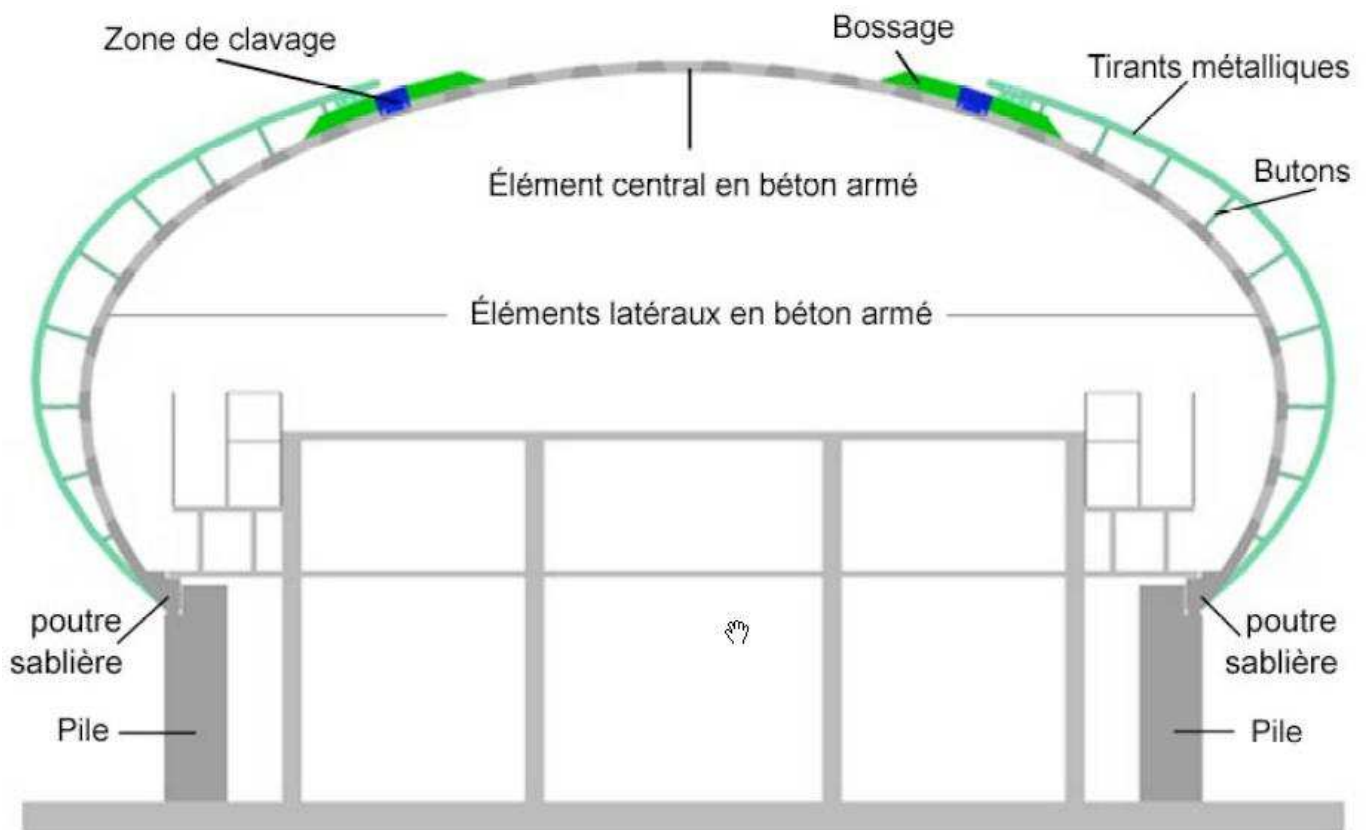 Zone de clavage
Bossage
Tirants métalliques
Élément central en béton armé
Butons
Éléments latéraux en béton armé
poutre
sablière
poutre
sablière
Pile
Pile